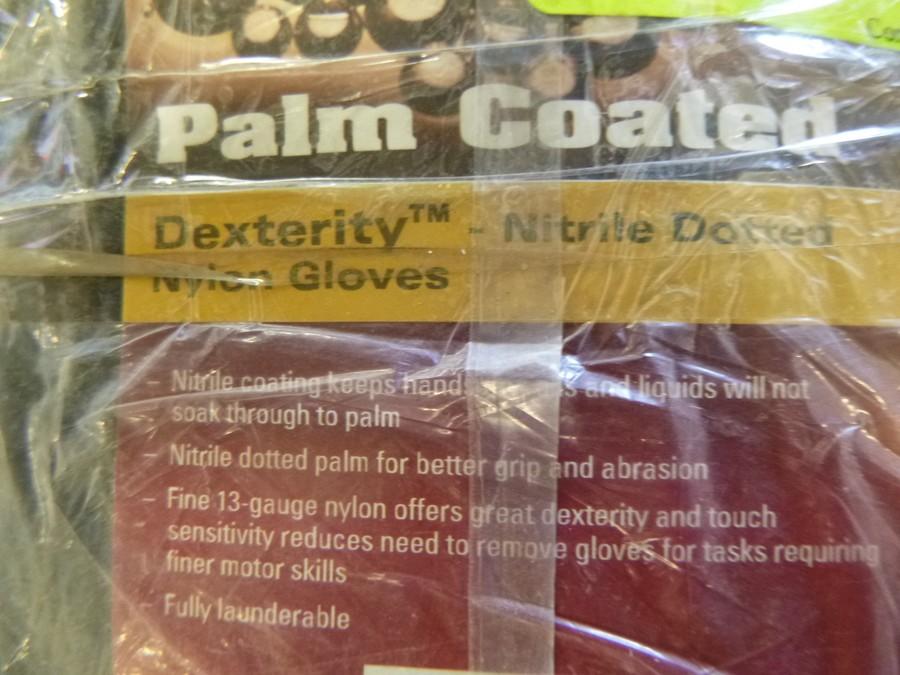 Palm Coated
Dexterity™ - Nitrile Dotted
Nylon Gloves
– Nitrile coating keeps hands and liquids will not
soak through to palm
– Nitrile dotted palm for better grip and abrasion
– Fine 13-gauge nylon offers great dexterity and touch
sensitivity reduces need to remove gloves for tasks requiring
finer motor skills
– Fully launderable